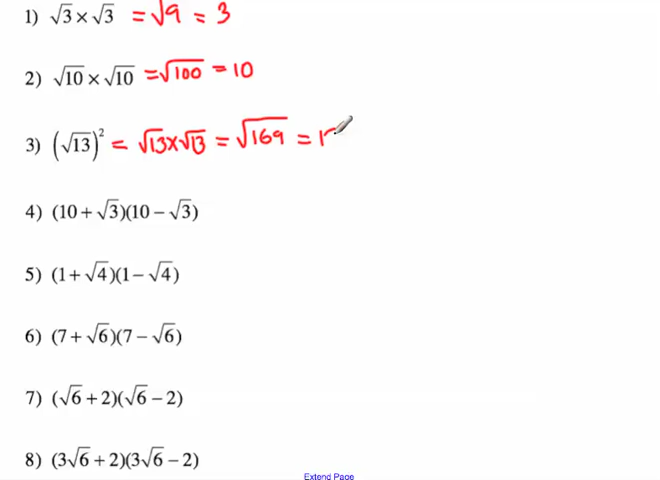 1) √3 × √3 = √9 = 3
2) √10 × √10 = √100 = 10
3) (√13)² = √13 × √13 = √169 = 1
4) (10 + √3)(10 − √3)
5) (1 + √4)(1 − √4)
6) (7 + √6)(7 − √6)
7) (√6 + 2)(√6 − 2)
8) (3√6 + 2)(3√6 − 2)
Extend Page